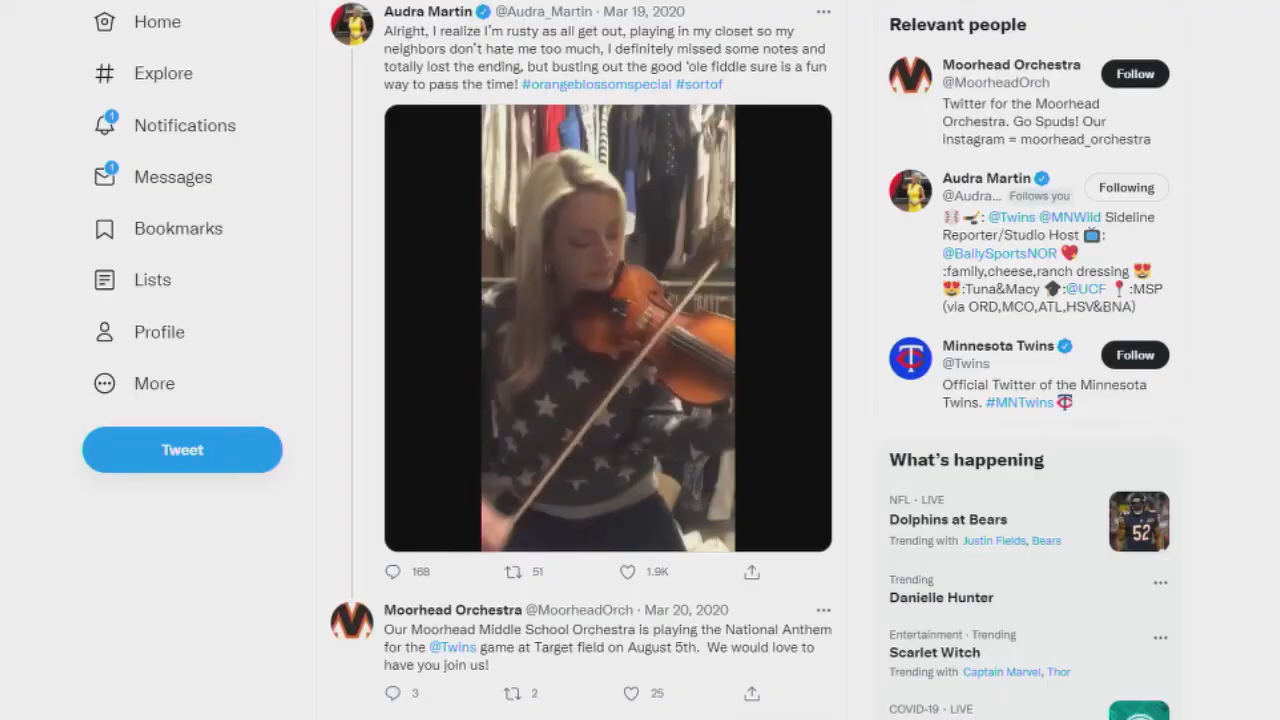 Home
Explore
1
Notifications
1
Messages
Bookmarks
Lists
Profile
More
Tweet
Audra Martin @Audra_Martin · Mar 19, 2020
Alright, I realize I'm rusty as all get out, playing in my closet so my
neighbors don't hate me too much, I definitely missed some notes and
totally lost the ending, but busting out the good 'ole fiddle sure is a fun
way to pass the time! #orangeblossomspecial #sortof
168 51 1.9K
Moorhead Orchestra @MoorheadOrch · Mar 20, 2020
Our Moorhead Middle School Orchestra is playing the National Anthem
for the @Twins game at Target field on August 5th. We would love to
have you join us!
3 2 25
Relevant people
Moorhead Orchestra
@MoorheadOrch
Follow
Twitter for the Moorhead
Orchestra. Go Spuds! Our
Instagram = moorhead_orchestra
Audra Martin
@Audra... Follows you
Following
: @Twins @MNWild Sideline
Reporter/Studio Host :
@BallySportsNOR
:family,cheese,ranch dressing
:Tuna&Macy :@UCF :MSP
(via ORD,MCO,ATL,HSV&BNA)
Minnesota Twins
@Twins
Follow
Official Twitter of the Minnesota
Twins. #MNTwins
What's happening
NFL · LIVE
Dolphins at Bears
Trending with Justin Fields, Bears
52
Trending
Danielle Hunter
Entertainment · Trending
Scarlet Witch
Trending with Captain Marvel, Thor
COVID-19 · LIVE